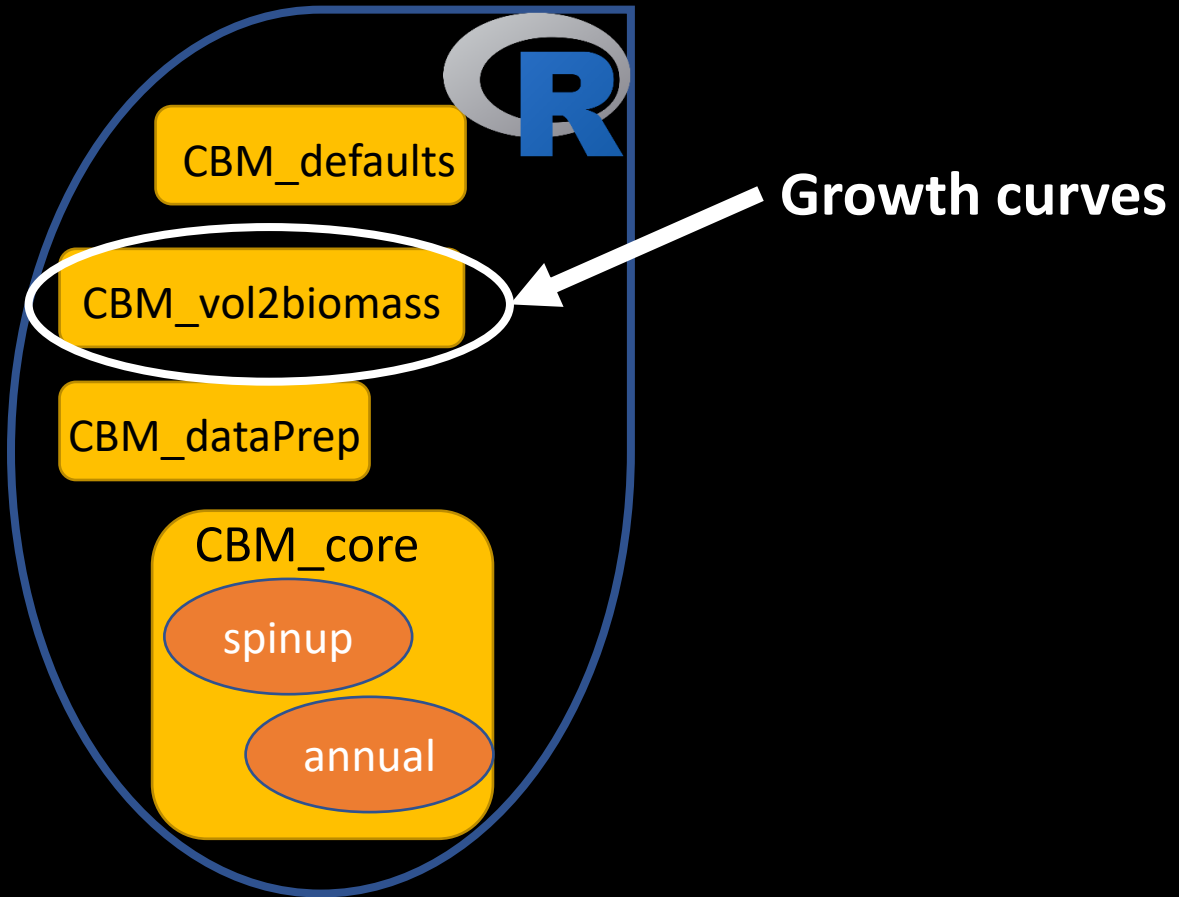 R
CBM_defaults
Growth curves
CBM_vol2biomass
CBM_dataPrep
CBM_core
spinup
annual